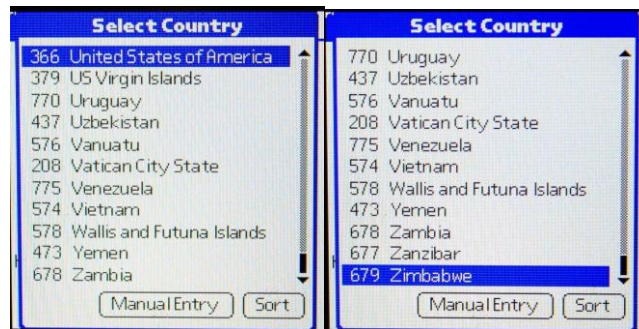 Select Country
366 United States of America
379 US Virgin Islands
770 Uruguay
437 Uzbekistan
576 Vanuatu
208 Vatican City State
775 Venezuela
574 Vietnam
578 Wallis and Futuna Islands
473 Yemen
678 Zambia
Manual Entry
Sort
Select Country
770 Uruguay
437 Uzbekistan
576 Vanuatu
208 Vatican City State
775 Venezuela
574 Vietnam
578 Wallis and Futuna Islands
473 Yemen
678 Zambia
677 Zanzibar
679 Zimbabwe
Manual Entry
Sort